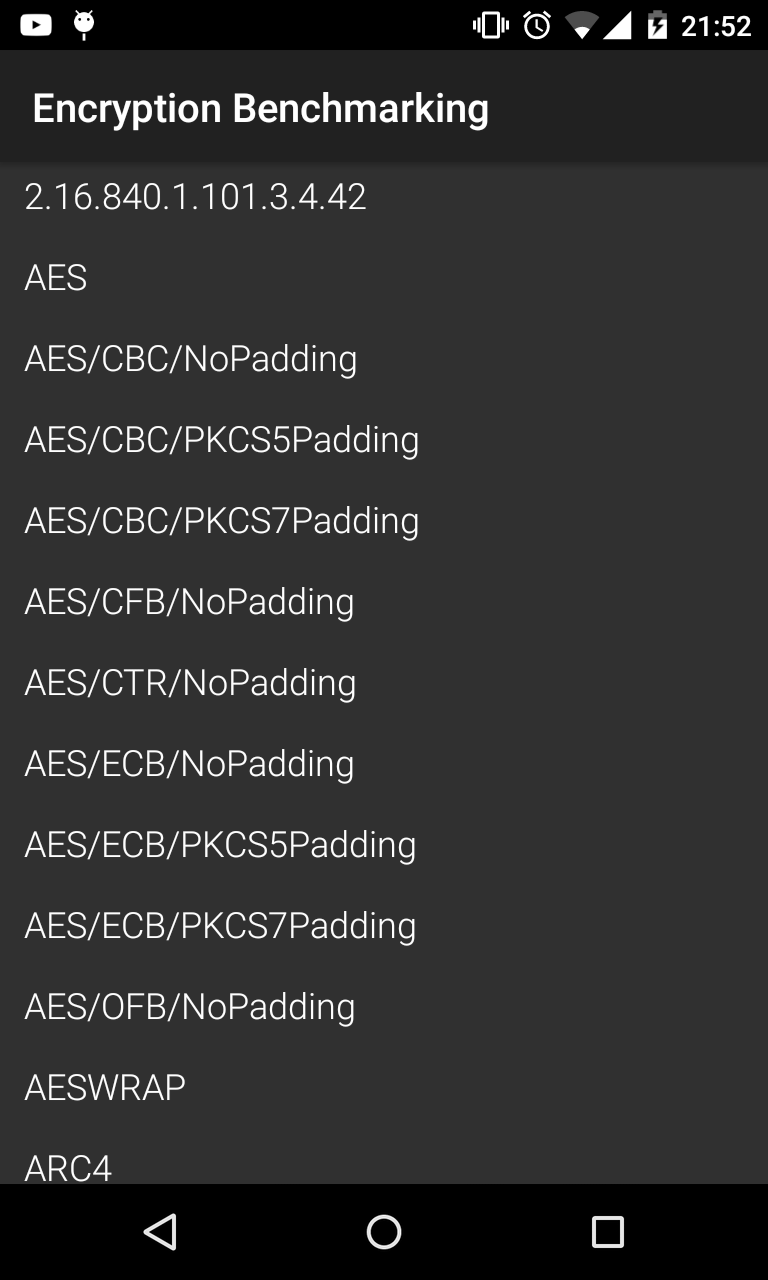 21:52
Encryption Benchmarking
2.16.840.1.101.3.4.42
AES
AES/CBC/NoPadding
AES/CBC/PKCS5Padding
AES/CBC/PKCS7Padding
AES/CFB/NoPadding
AES/CTR/NoPadding
AES/ECB/NoPadding
AES/ECB/PKCS5Padding
AES/ECB/PKCS7Padding
AES/OFB/NoPadding
AESWRAP
ARC4